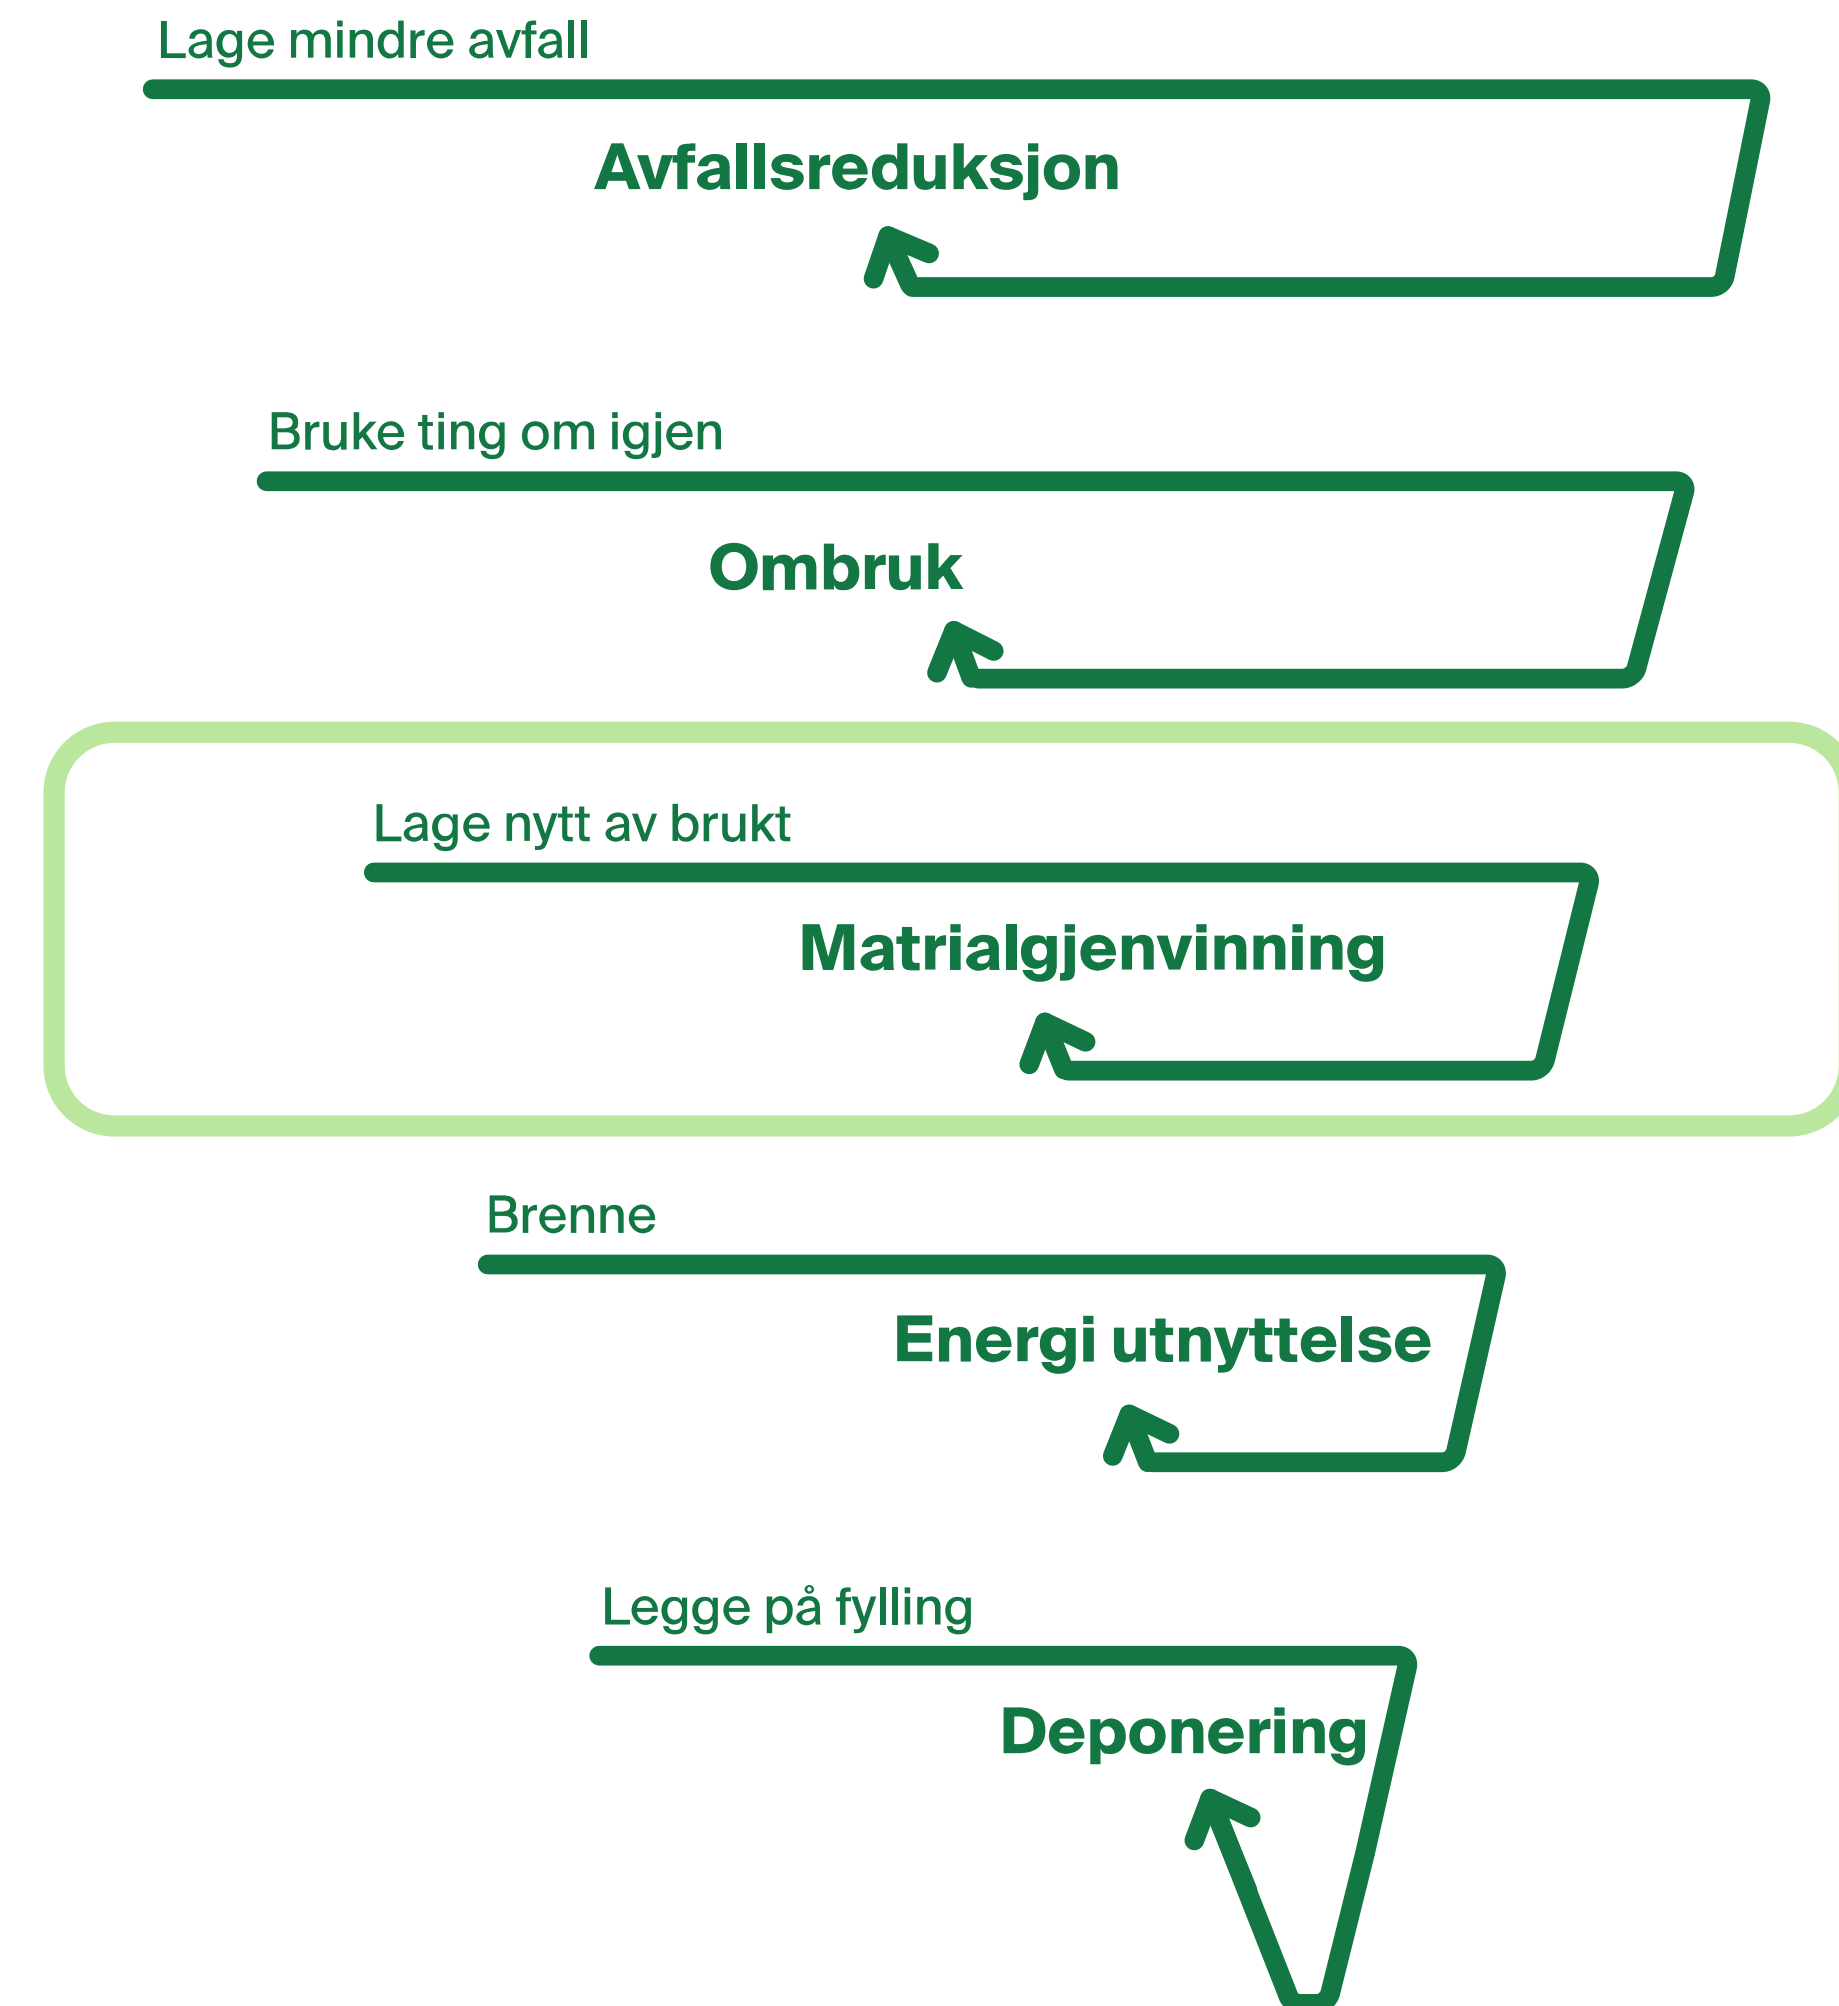 Lage mindre avfall
Avfallsreduksjon
Bruke ting om igjen
Ombruk
Lage nytt av brukt
Matrialgjenvinning
Brenne
Energi utnyttelse
Legge på fylling
Deponering